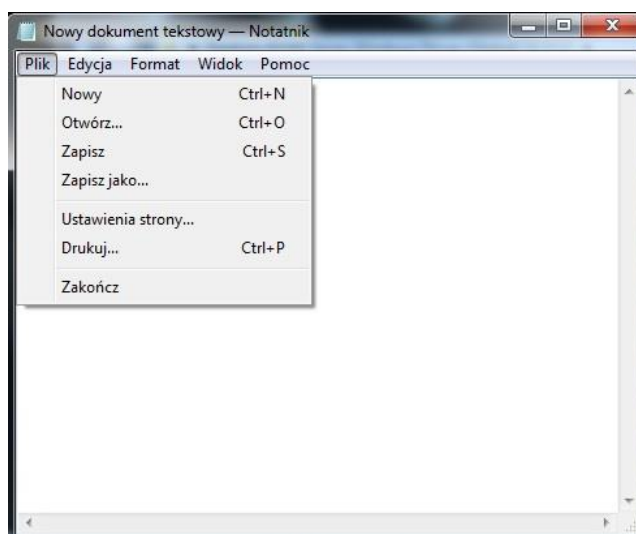 Nowy dokument tekstowy — Notatnik
Plik Edycja Format Widok Pomoc
Nowy Ctrl+N
Otwórz... Ctrl+O
Zapisz Ctrl+S
Zapisz jako...
Ustawienia strony...
Drukuj... Ctrl+P
Zakończ